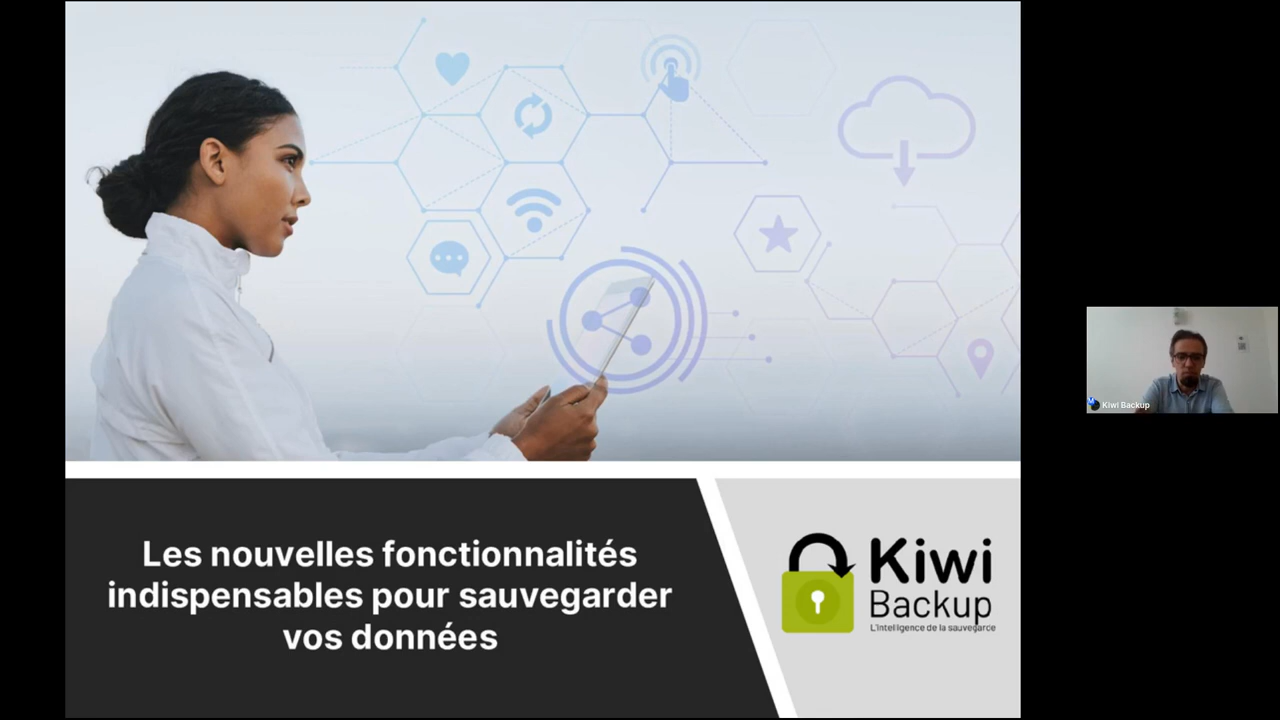 Les nouvelles fonctionnalités
indispensables pour sauvegarder
vos données
Kiwi
Backup
L'intelligence de la sauvegarde
Kiwi Backup